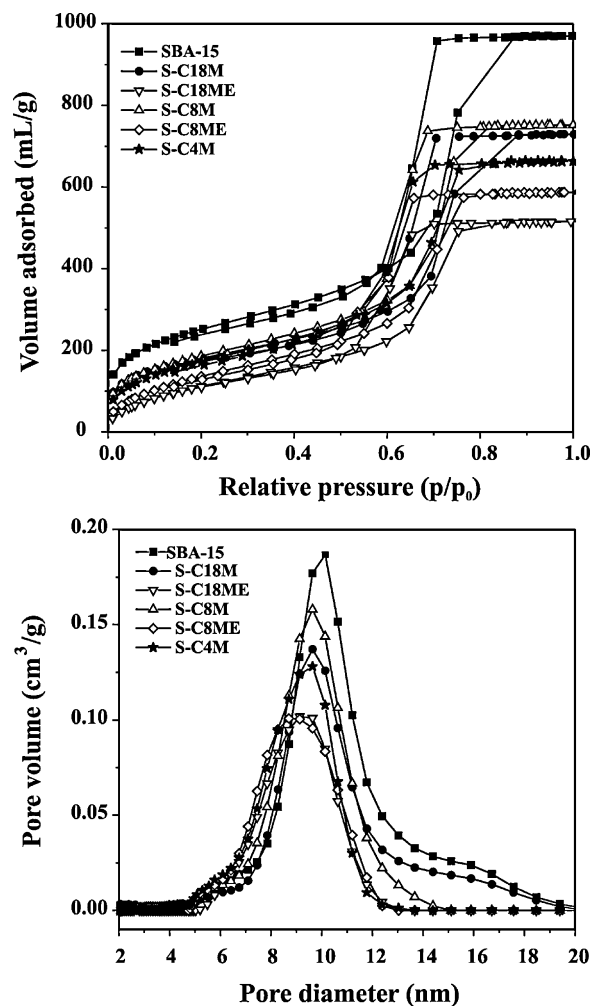 1000
800
600
400
200
0
Volume adsorbed (mL/g)
SBA-15
S-C18M
S-C18ME
S-C8M
S-C8ME
S-C4M
0.0 0.2 0.4 0.6 0.8 1.0
Relative pressure (p/p₀)
0.20
0.15
0.10
0.05
0.00
Pore volume (cm³/g)
SBA-15
S-C18M
S-C18ME
S-C8M
S-C8ME
S-C4M
2 4 6 8 10 12 14 16 18 20
Pore diameter (nm)